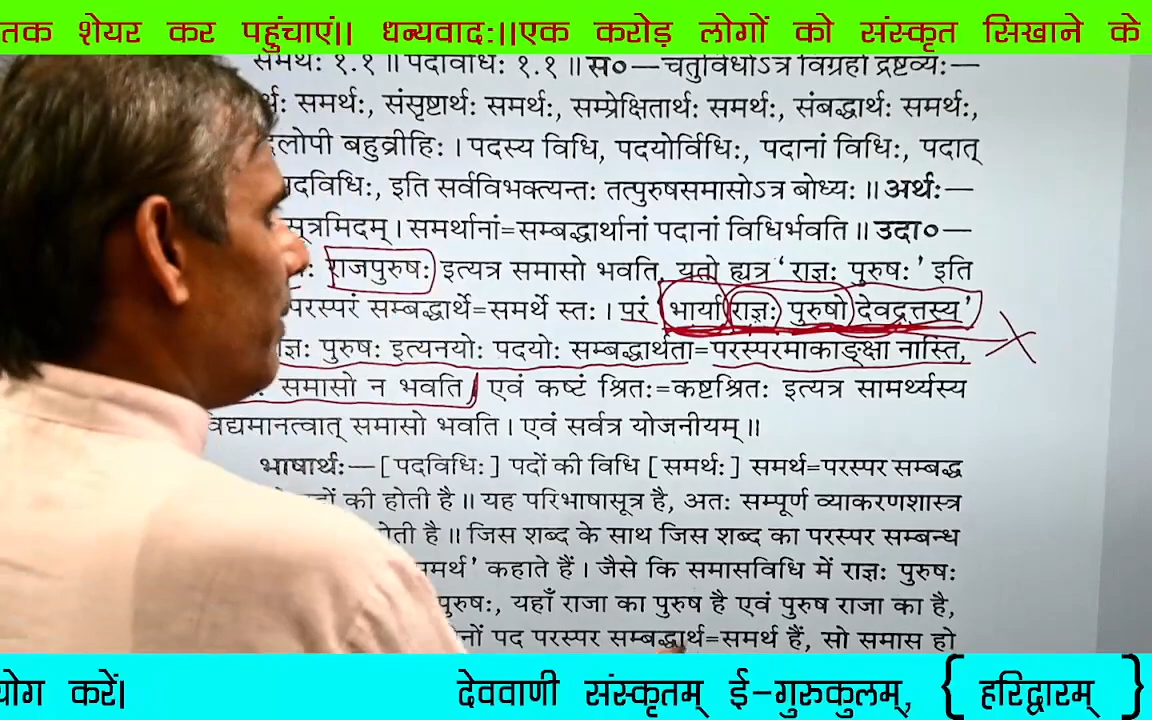 तक शेयर कर पहुंचाएं।। धन्यवादः।।एक करोड़ लोगों को संस्कृत सिखाने के
समर्थः १.१ ॥ पदविधिः १.१ ॥ स०—चतुर्विधोऽत्र विग्रहो द्रष्टव्यः—
समर्थः, संसृष्टार्थः समर्थः, सम्प्रेक्षितार्थः समर्थः, संबद्धार्थः समर्थः,
बहुव्रीहिः । पदस्य विधि, पदयोर्विधिः, पदानां विधिः, पदात्
इति सर्वविभक्त्यन्तः तत्पुरुषसमासोऽत्र बोध्यः ॥ अर्थः—
समर्थानां=सम्बद्धार्थानां पदानां विधिर्भवति ॥ उदा०—
राजपुरुषः इत्यत्र समासो भवति, यतो ह्यत्र ‘राज्ञः पुरुषः’ इति
परस्परं सम्बद्धार्थे=समर्थे स्तः । परं ‘भार्या राज्ञः पुरुषो देवदत्तस्य’
पुरुषः इत्यनयोः पदयोः सम्बद्धार्थता=परस्परमाकाङ्क्षा नास्ति,
समासो न भवति, एवं कष्टं श्रितः=कष्टश्रितः इत्यत्र सामर्थ्यस्य
विद्यमानत्वात् समासो भवति । एवं सर्वत्र योजनीयम् ॥
भाषार्थः—[पदविधिः] पदों की विधि [समर्थः] समर्थ=परस्पर सम्बद्ध
की होती है ॥ यह परिभाषासूत्र है, अतः सम्पूर्ण व्याकरणशास्त्र
है ॥ जिस शब्द के साथ जिस शब्द का परस्पर सम्बन्ध
कहाते हैं । जैसे कि समासविधि में राज्ञः पुरुषः
यहाँ राजा का पुरुष है एवं पुरुष राजा का है,
पद परस्पर सम्बद्धार्थ=समर्थ हैं, सो समास हो
करें। देववाणी संस्कृतम् ई-गुरुकुलम्, { हरिद्वारम् }